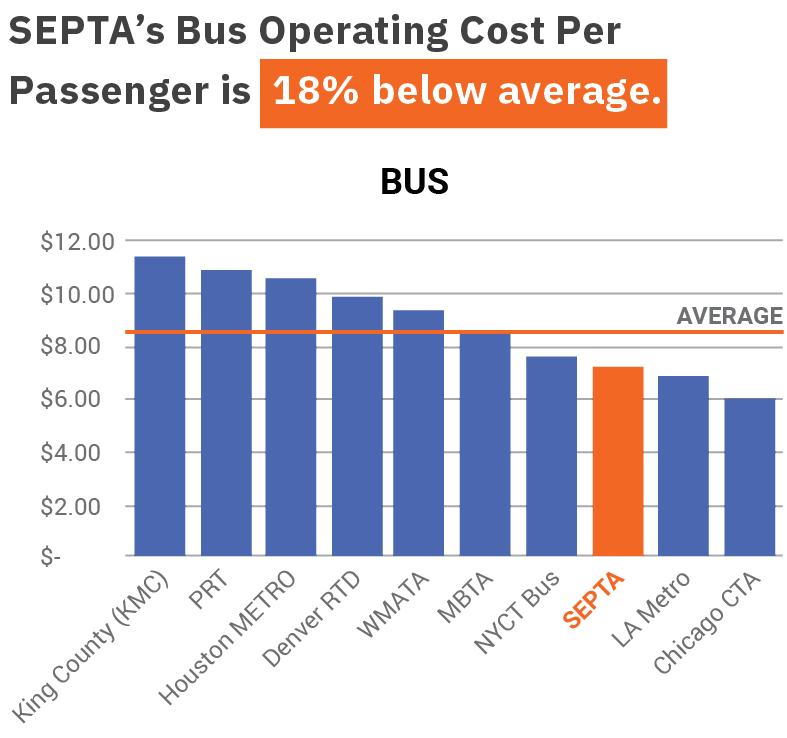 SEPTA’s Bus Operating Cost Per
Passenger is 18% below average.
BUS
$12.00
$10.00
AVERAGE
$8.00
$6.00
$4.00
$2.00
$-
King County (KMC)
PRT
Houston METRO
Denver RTD
WMATA
MBTA
NYCT Bus
SEPTA
LA Metro
Chicago CTA